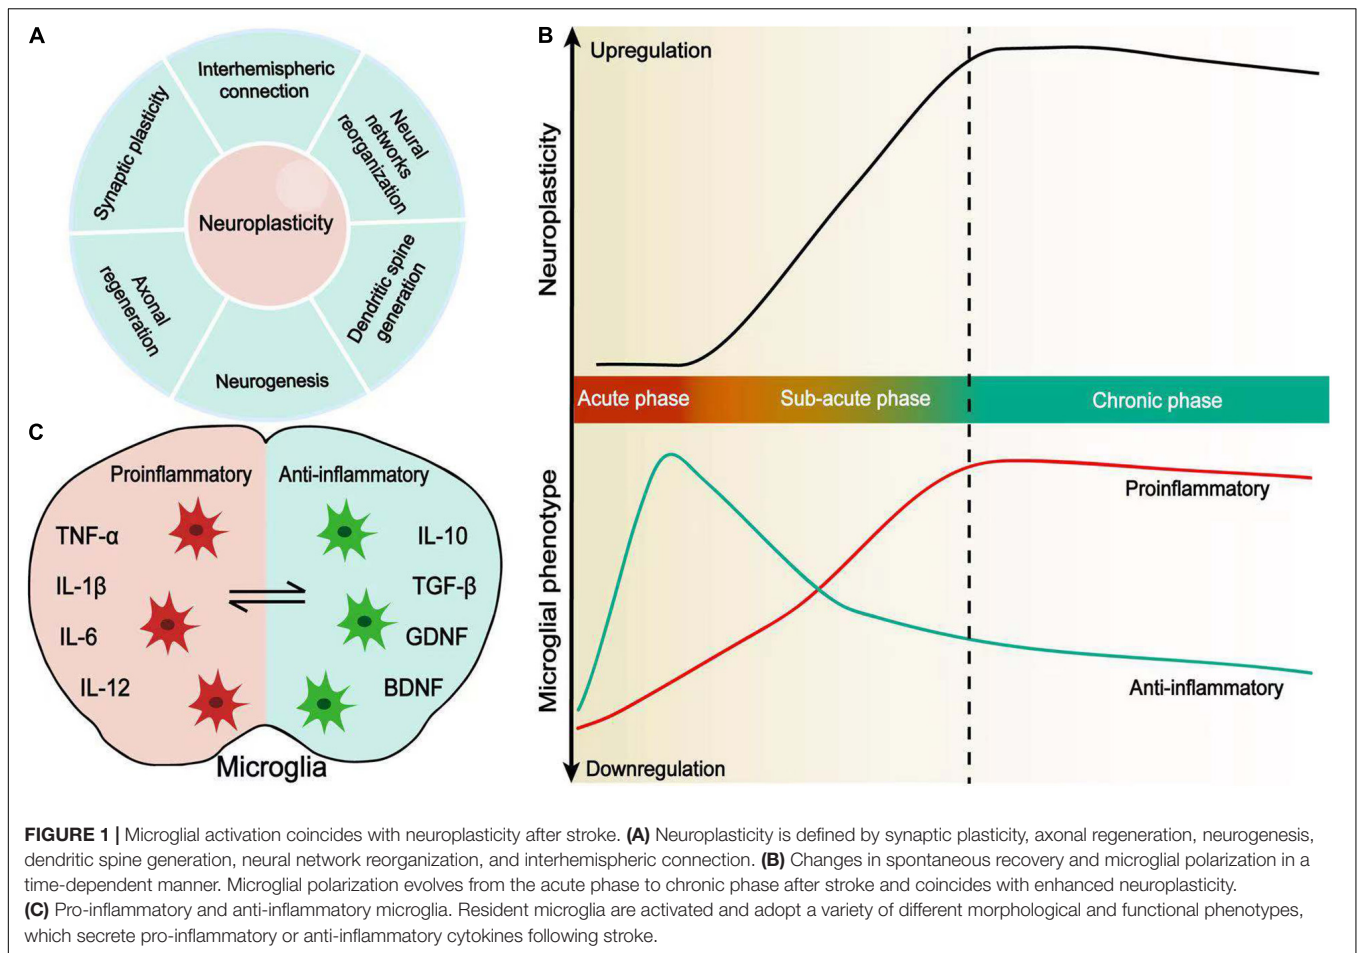 A
Interhemispheric
connection
Synaptic plasticity
Neural
networks
reorganization
Neuroplasticity
Axonal
regeneration
Dendritic spine
generation
Neurogenesis
B
Upregulation
Neuroplasticity
Acute phase
Sub-acute phase
Chronic phase
Microglial phenotype
Proinflammatory
Anti-inflammatory
Downregulation
C
Proinflammatory
Anti-inflammatory
TNF-α
IL-1β
IL-6
IL-12
IL-10
TGF-β
GDNF
BDNF
Microglia
FIGURE 1 | Microglial activation coincides with neuroplasticity after stroke. (A) Neuroplasticity is defined by synaptic plasticity, axonal regeneration, neurogenesis,
dendritic spine generation, neural network reorganization, and interhemispheric connection. (B) Changes in spontaneous recovery and microglial polarization in a
time-dependent manner. Microglial polarization evolves from the acute phase to chronic phase after stroke and coincides with enhanced neuroplasticity.
(C) Pro-inflammatory and anti-inflammatory microglia. Resident microglia are activated and adopt a variety of different morphological and functional phenotypes,
which secrete pro-inflammatory or anti-inflammatory cytokines following stroke.